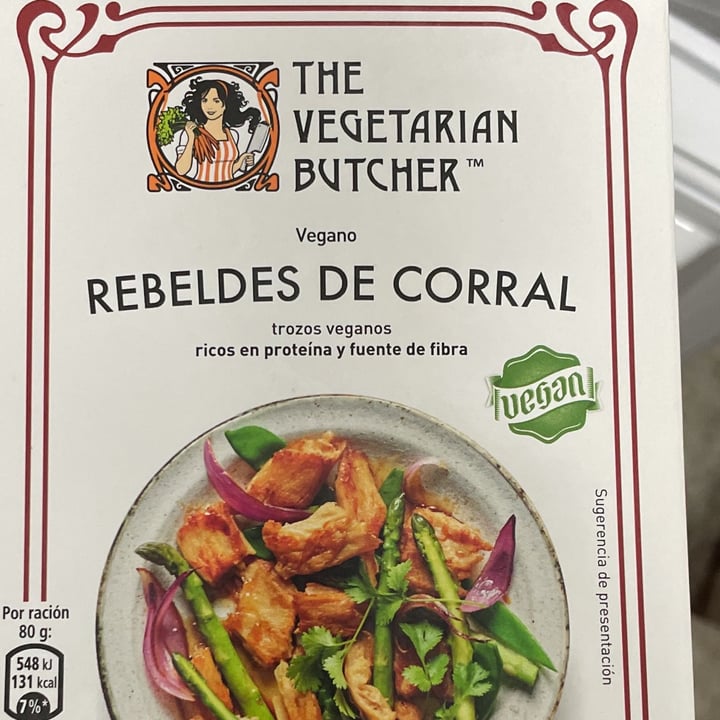 THE
VEGETARIAN
BUTCHER™
Vegano
REBELDES DE CORRAL
trozos veganos
ricos en proteína y fuente de fibra
vegan
Sugerencia de presentación
Por ración
80 g:
548 kJ
131 kcal
7%*